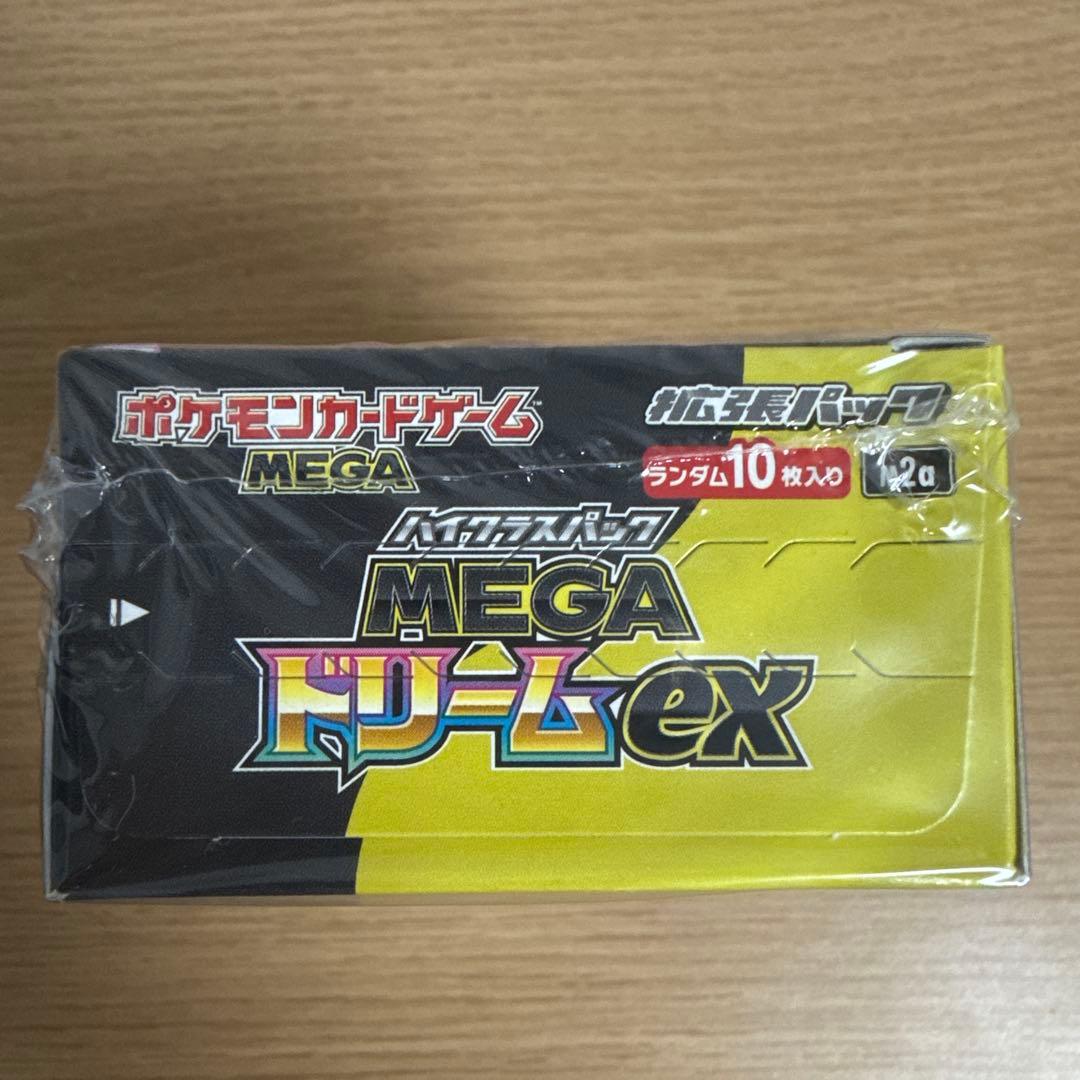 ポケモンカードゲーム™
MEGA
拡張パック
ランダム10枚入り
M2a
ハイクラスパック
MEGA
ドリームex